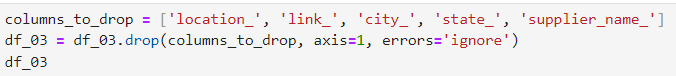 columns_to_drop = ['location_', 'link_', 'city_', 'state_', 'supplier_name_']
df_03 = df_03.drop(columns_to_drop, axis=1, errors='ignore')
df_03